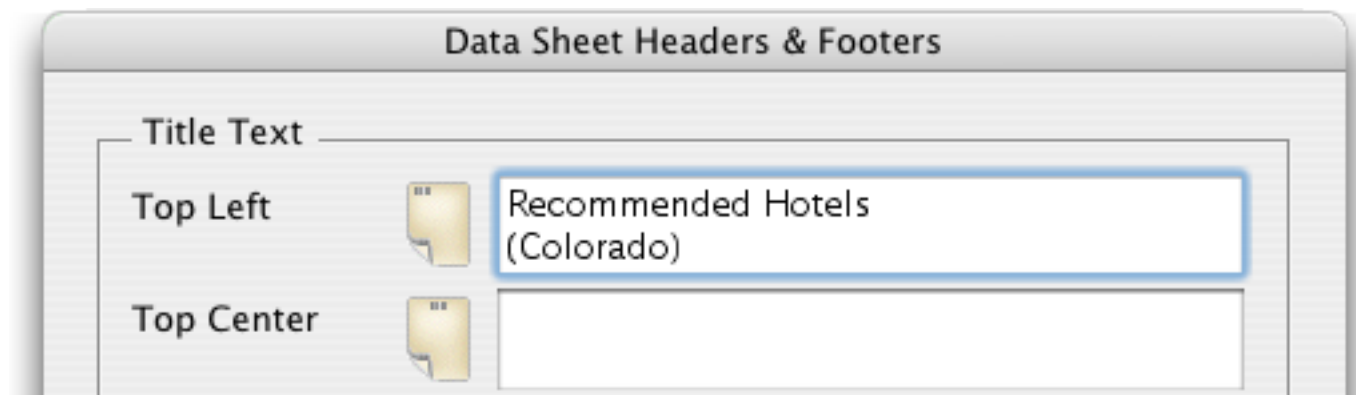 Data Sheet Headers & Footers
Title Text
Top Left
Recommended Hotels
(Colorado)
Top Center